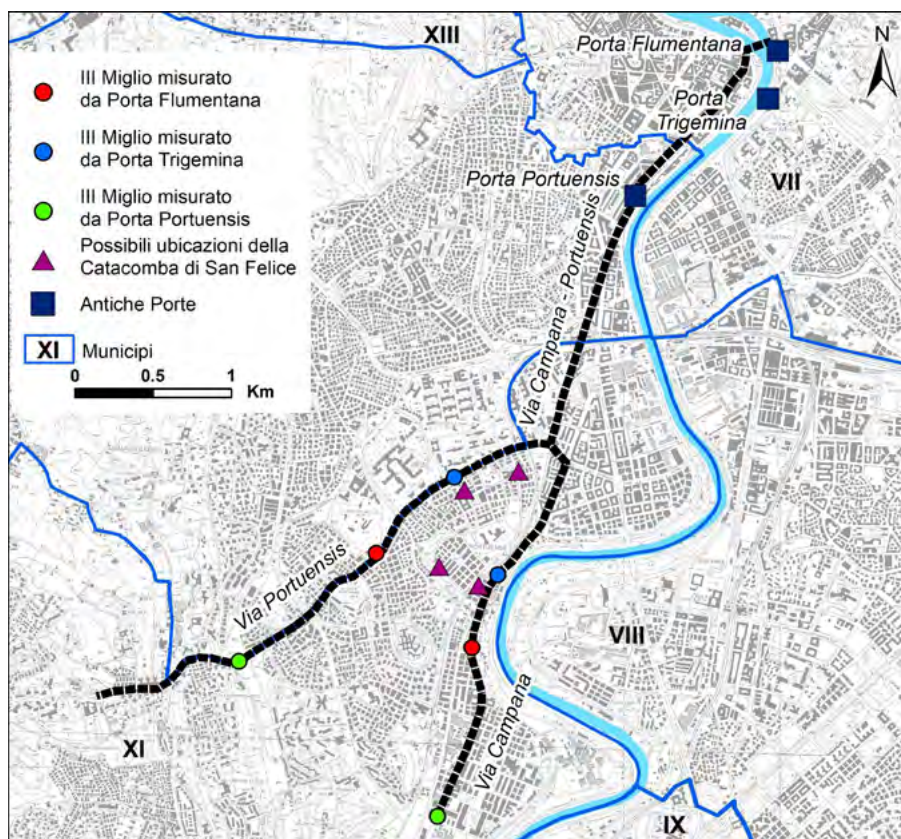 XIII
Porta Flumentana
N
III Miglio misurato
da Porta Flumentana
III Miglio misurato
da Porta Trigemina
III Miglio misurato
da Porta Portuensis
Possibili ubicazioni della
Catacomba di San Felice
Antiche Porte
XI Municipi
0 0.5 1
Km
Porta
Trigemina
Porta Portuensis
VII
Via Campana - Portuensis
Via Portuensis
VIII
Via Campana
XI
IX